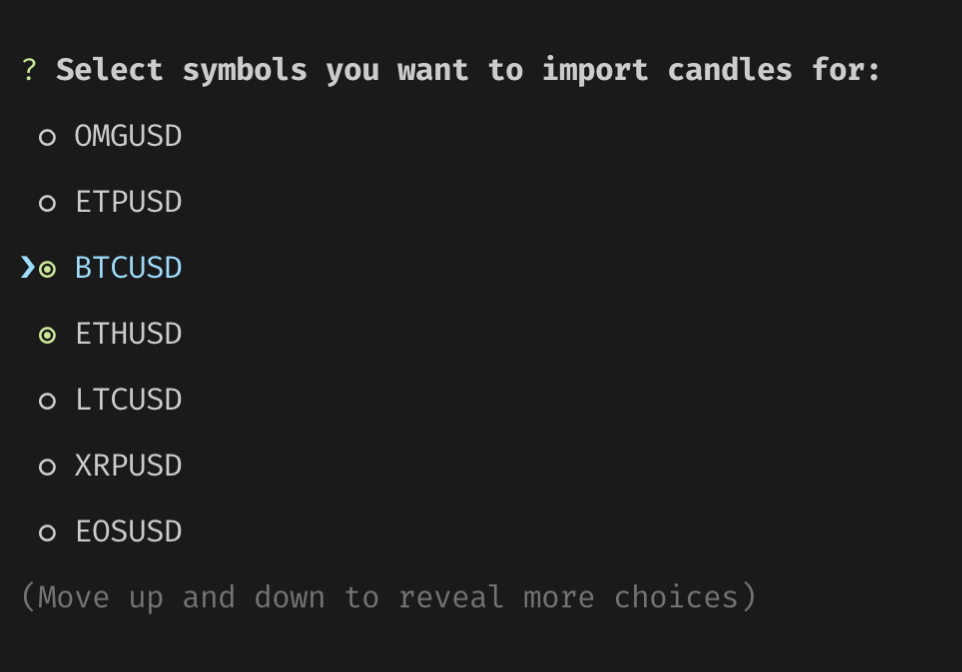 ? Select symbols you want to import candles for:
○ OMGUSD
○ ETPUSD
❯◉ BTCUSD
◉ ETHUSD
○ LTCUSD
○ XRPUSD
○ EOSUSD
(Move up and down to reveal more choices)